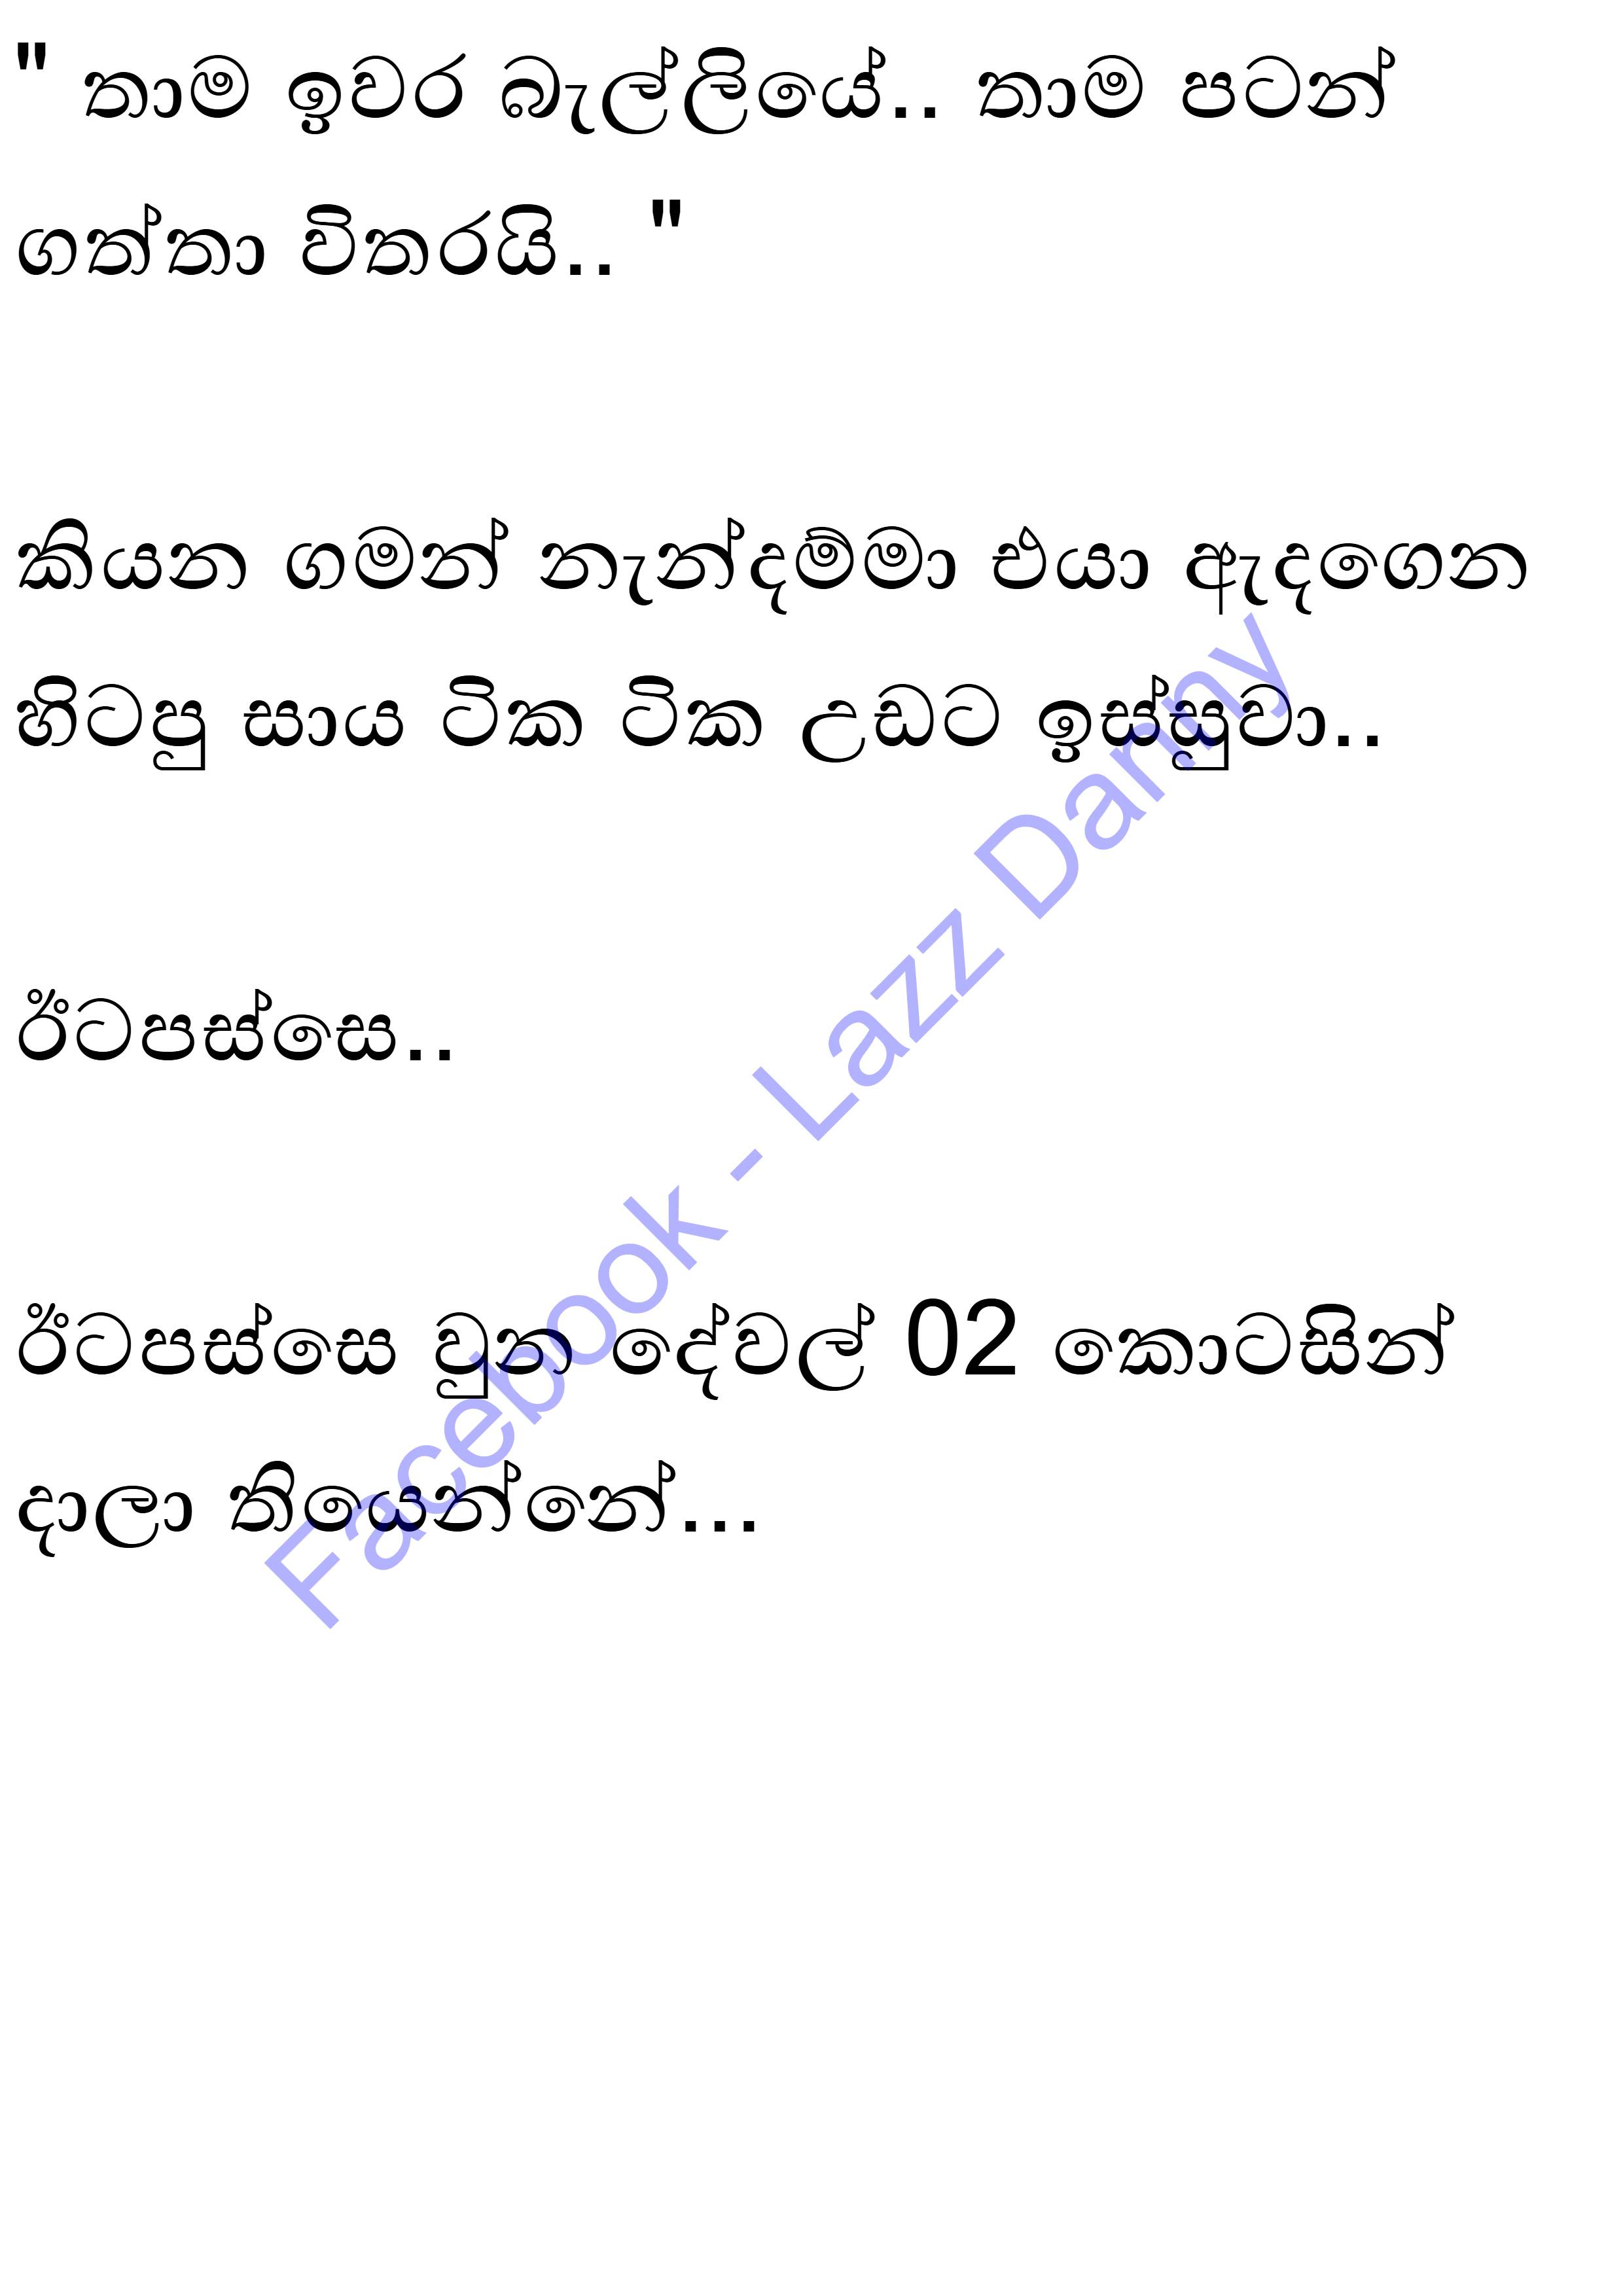 " තාම ඉවර බැල්ලියේ.. තාම පටන්
ගත්තා විතරයි.. "
කියන ගමන් නැන්දම්මා එයා ඇදගෙන
හිටපු සාය ටික ටික උඩට ඉස්සුවා..
ඊටපස්සෙ..
ඊටපස්සෙ වුන දේවල් 02 කොටසින්
දාලා තියෙන්නේ...
Facebook - Lazz Danny